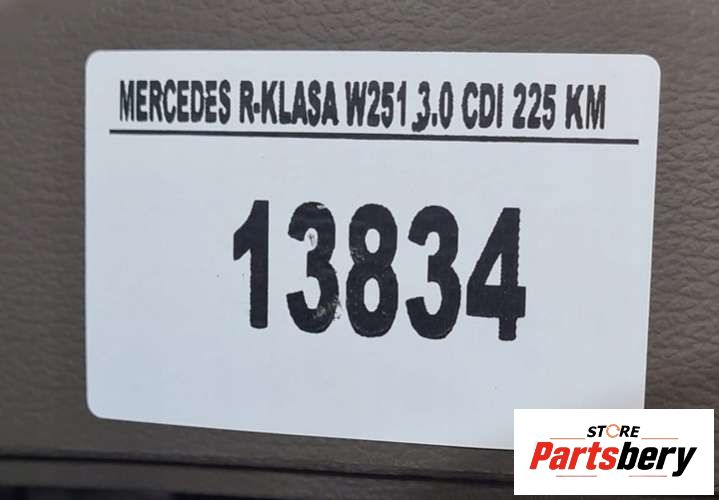 MERCEDES R-KLASA W251 3.0 CDI 225 KM
13834
STORE
Partsbery